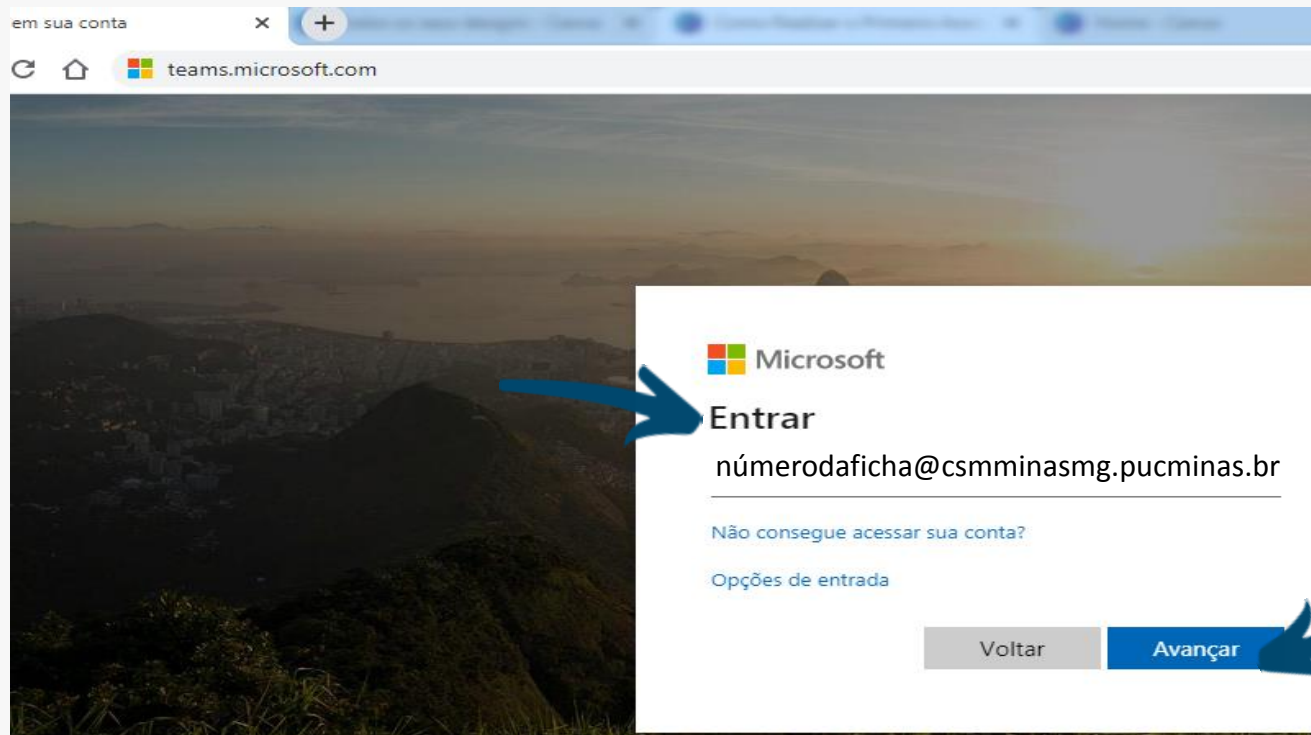 em sua conta
teams.microsoft.com
Microsoft
Entrar
númerodaficha@csmminasmg.pucminas.br
Não consegue acessar sua conta?
Opções de entrada
Voltar
Avançar